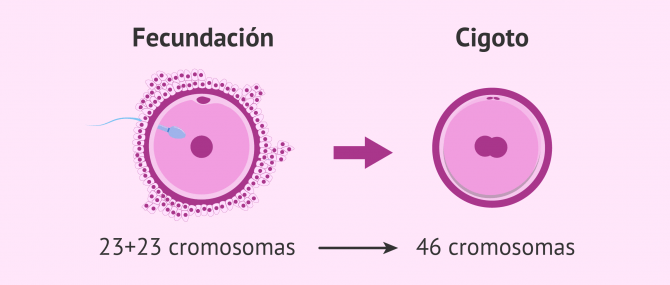 Fecundación
Cigoto
23+23 cromosomas
46 cromosomas